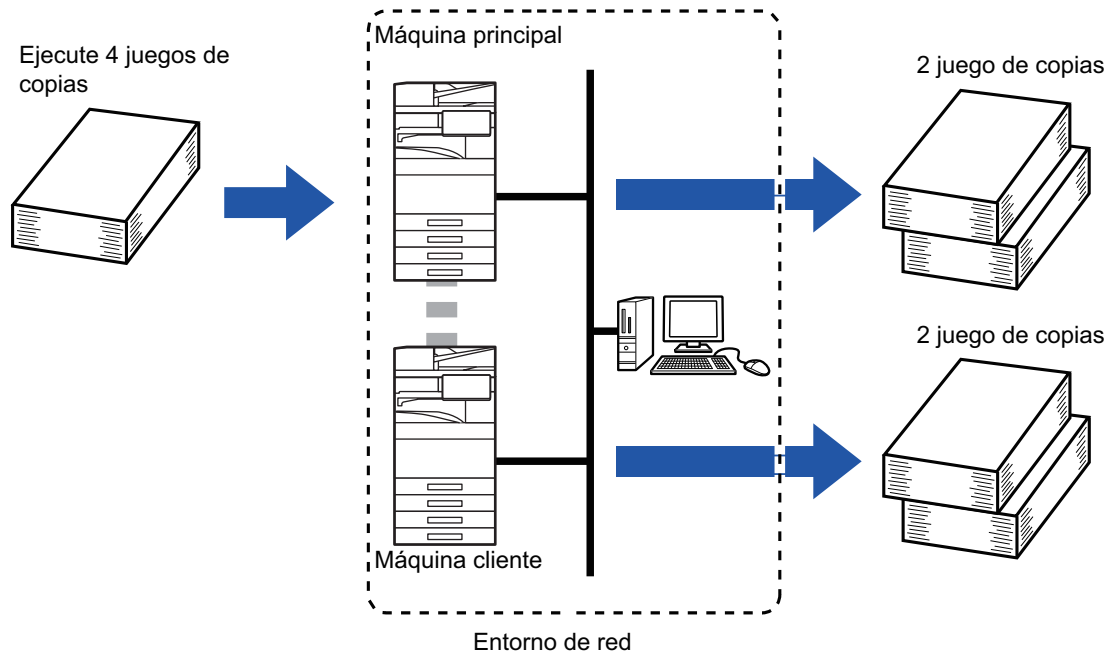 Máquina principal
Ejecute 4 juegos de
copias
2 juego de copias
2 juego de copias
Máquina cliente
Entorno de red